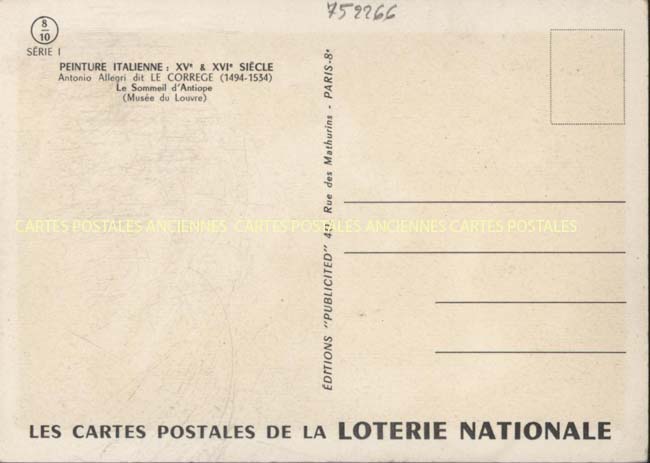 752266
8
10
SÉRIE I
PEINTURE ITALIENNE : XVe & XVIe SIÈCLE
Antonio Allegri dit LE CORREGE (1494-1534)
Le Sommeil d'Antiope
(Musée du Louvre)
ÉDITIONS "PUBLICITED" Rue des Mathurins - PARIS-8e
CARTES POSTALES ANCIENNES CARTES POSTALES ANCIENNES CARTES POSTALES
LES CARTES POSTALES DE LA LOTERIE NATIONALE